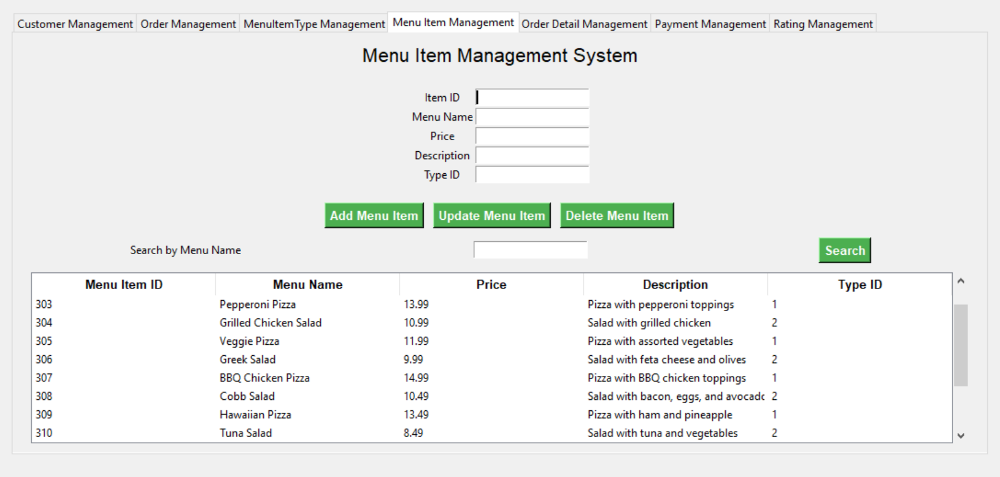 Customer Management Order Management MenuItemType Management Menu Item Management Order Detail Management Payment Management Rating Management
Menu Item Management System
Item ID
Menu Name
Price
Description
Type ID
Add Menu Item Update Menu Item Delete Menu Item
Search by Menu Name Search
Menu Item ID Menu Name Price Description Type ID
303 Pepperoni Pizza 13.99 Pizza with pepperoni toppings 1
304 Grilled Chicken Salad 10.99 Salad with grilled chicken 2
305 Veggie Pizza 11.99 Pizza with assorted vegetables 1
306 Greek Salad 9.99 Salad with feta cheese and olives 2
307 BBQ Chicken Pizza 14.99 Pizza with BBQ chicken toppings 1
308 Cobb Salad 10.49 Salad with bacon, eggs, and avocado 2
309 Hawaiian Pizza 13.49 Pizza with ham and pineapple 1
310 Tuna Salad 8.49 Salad with tuna and vegetables 2